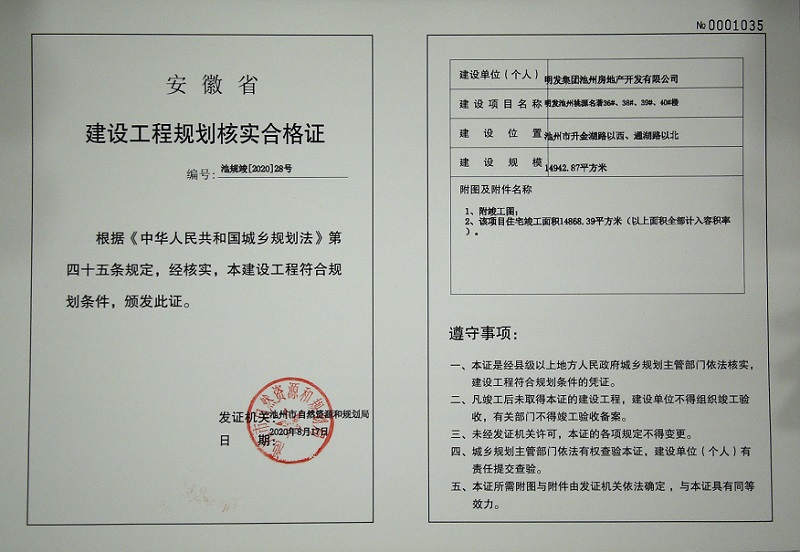 №0001035
安徽省
建设工程规划核实合格证
编号：池规竣[2020]28号
根据《中华人民共和国城乡规划法》第
四十五条规定，经核实，本建设工程符合规
划条件，颁发此证。
发证机关：池州市自然资源和规划局
日期：2020年8月17日
建设单位（个人）明发集团池州房地产开发有限公司
建设项目名称 明发池州桃源名著36#、38#、39#、40#楼
建设位置 池州市升金湖路以西、通湖路以北
建设规模 14942.87平方米
附图及附件名称
1、附竣工图；
2、该项目住宅竣工面积14868.39平方米（以上面积全部计入容积率
）。
遵守事项：
一、本证是经县级以上地方人民政府城乡规划主管部门依法核实，
建设工程符合规划条件的凭证。
二、凡竣工后未取得本证的建设工程，建设单位不得组织竣工验
收，有关部门不得竣工验收备案。
三、未经发证机关许可，本证的各项规定不得变更。
四、城乡规划主管部门依法有权查验本证，建设单位（个人）有
责任提交查验。
五、本证所需附图与附件由发证机关依法确定，与本证具有同等
效力。